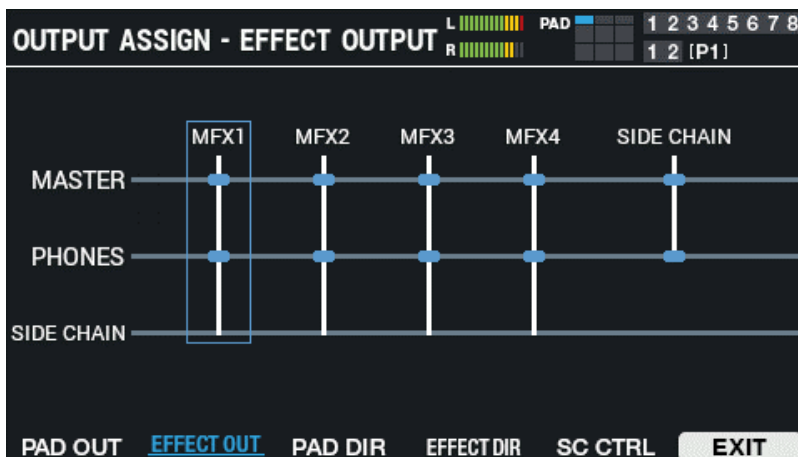 OUTPUT ASSIGN - EFFECT OUTPUT L PAD 1 2 3 4 5 6 7 8
R 1 2 [P1]
MFX1 MFX2 MFX3 MFX4 SIDE CHAIN
MASTER
PHONES
SIDE CHAIN
PAD OUT EFFECT OUT PAD DIR EFFECT DIR SC CTRL EXIT